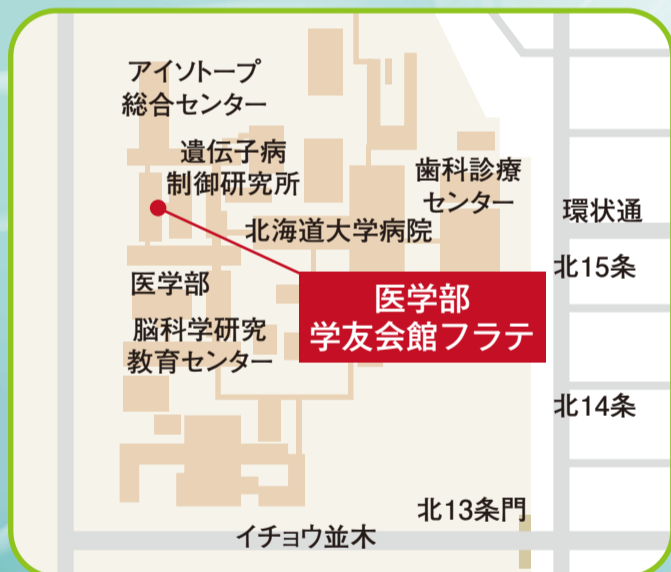 アイソトープ
総合センター
遺伝子病
制御研究所
歯科診療
センター
環状通
北海道大学病院
北15条
医学部
医学部
学友会館フラテ
脳科学研究
教育センター
北14条
北13条門
イチョウ並木